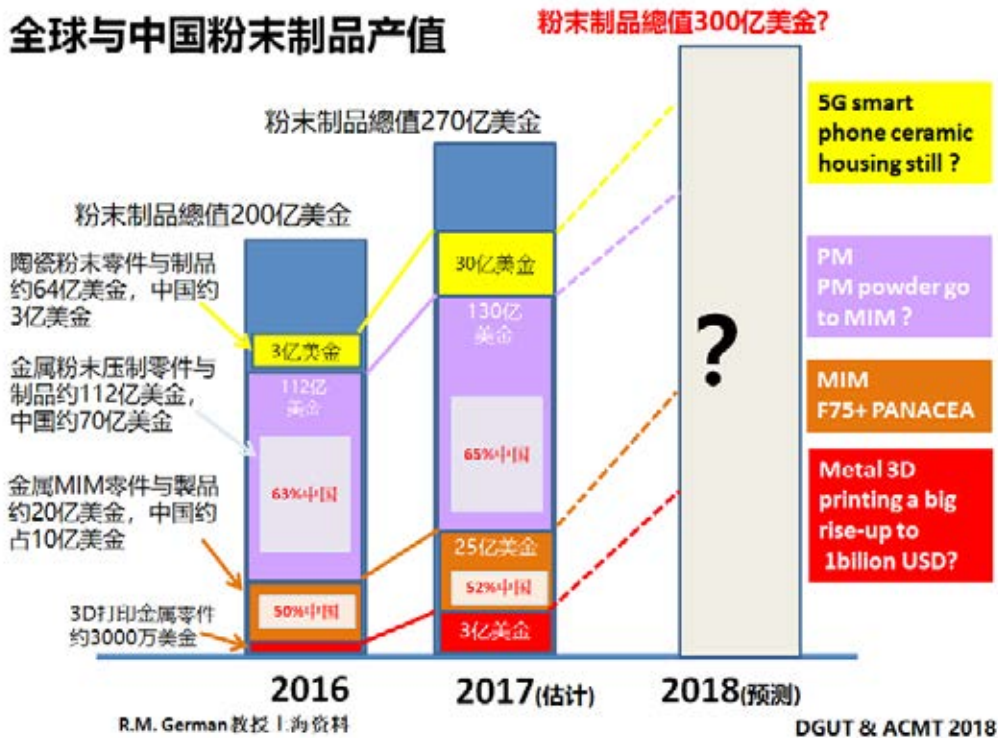 全球与中国粉末制品产值
粉末制品總值300亿美金?
粉末制品總值270亿美金
粉末制品總值200亿美金
陶瓷粉末零件与制品
约64亿美金，中国约
3亿美金
金属粉末压制零件与
制品约112亿美金，
中国约70亿美金
金属MIM零件与製品
约20亿美金，中国约
占10亿美金
3D打印金属零件
约3000万美金
3亿美金
112亿
美金
63%中国
50%中国
30亿美金
130亿
美金
65%中国
25亿美金
52%中国
3亿美金
?
5G smart
phone ceramic
housing still ?
PM
PM powder go
to MIM ?
MIM
F75+ PANACEA
Metal 3D
printing a big
rise-up to
1bilion USD?
2016
2017(估计)
2018(预测)
R.M. German教授上海资料
DGUT & ACMT 2018